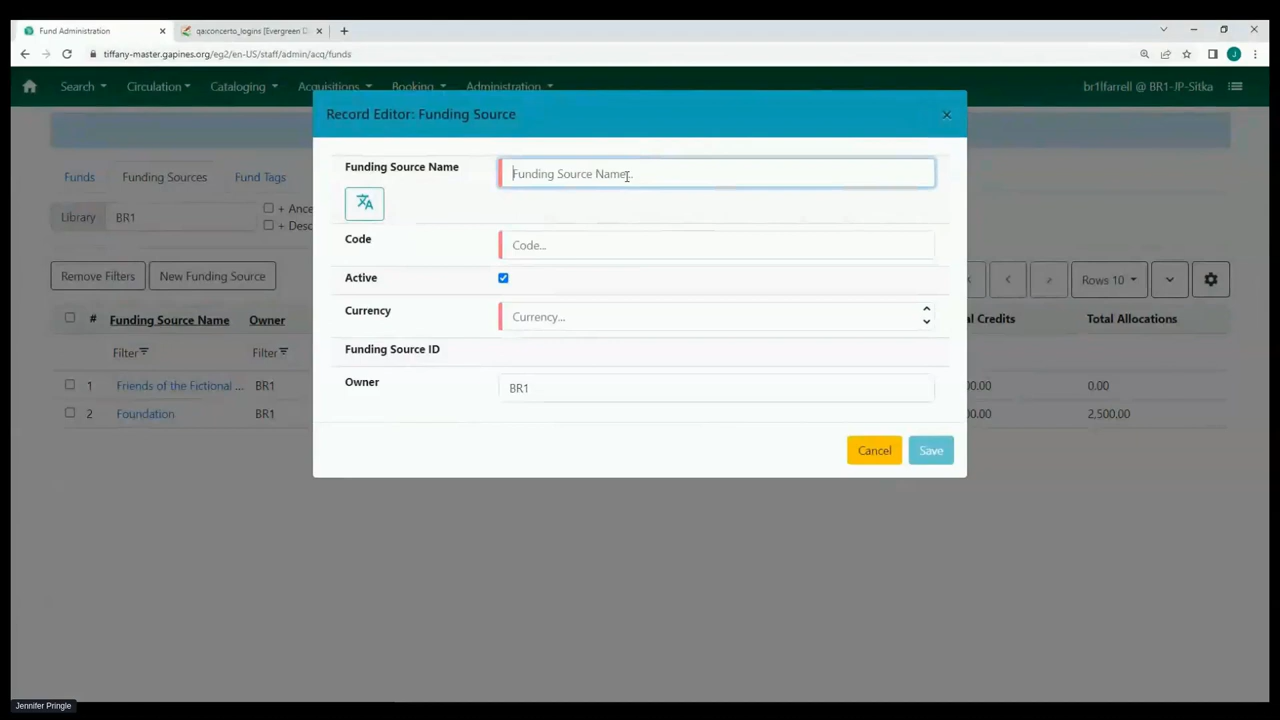 Fund Administration
qa:concerto_logins [Evergreen D
tiffany-master.gapines.org/eg2/en-US/staff/admin/acq/funds
Search Circulation Cataloging Acquisitions Booking Administration br1lfarrell @ BR1-JP-Sitka
Record Editor: Funding Source
Funds Funding Sources Fund Tags
Library BR1 + Ance
+ Desc
Remove Filters New Funding Source Rows 10
# Funding Source Name Owner l Credits Total Allocations
Filter Filter
1 Friends of the Fictional ... BR1 00.00 0.00
2 Foundation BR1 00.00 2,500.00
Funding Source Name Funding Source Name...
Code Code...
Active
Currency Currency...
Funding Source ID
Owner BR1
Cancel Save
Jennifer Pringle